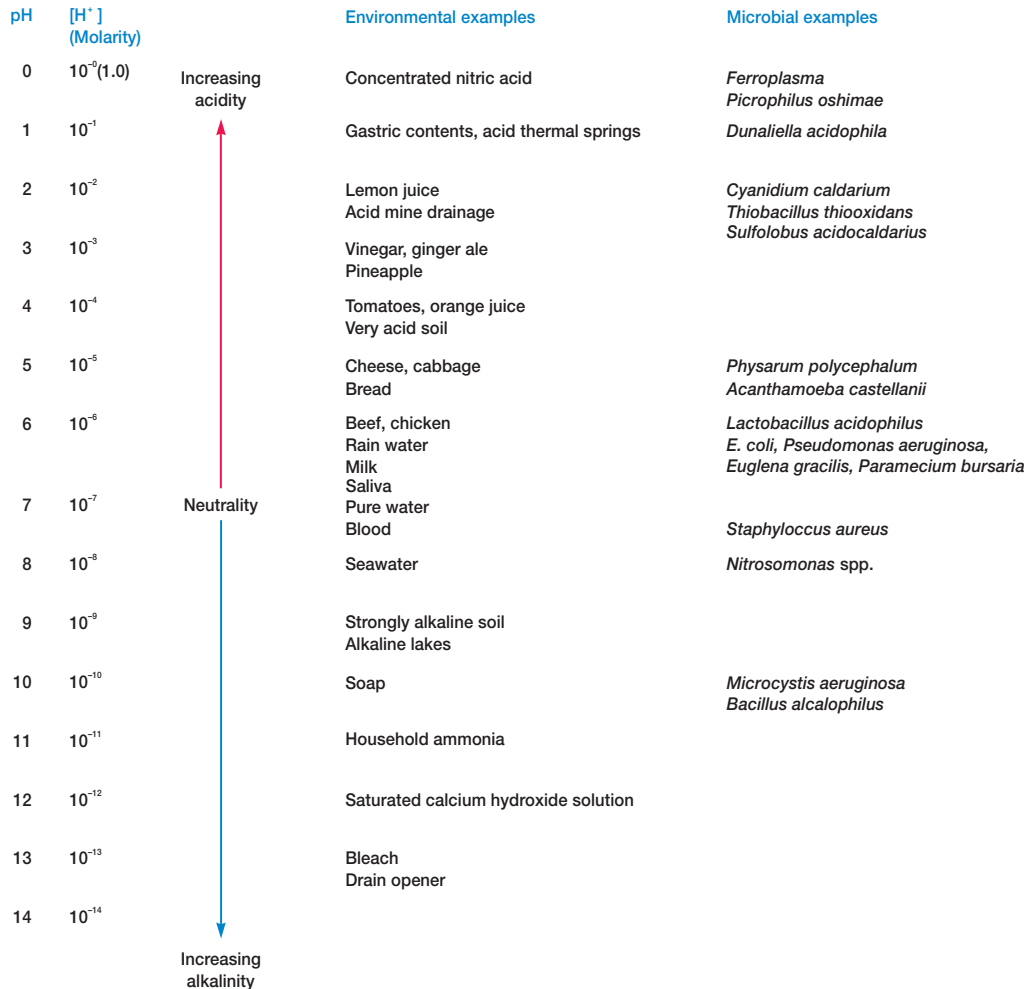 pH [H⁺ ] Environmental examples Microbial examples
(Molarity)
0 10⁻⁰(1.0) Increasing Concentrated nitric acid Ferroplasma
acidity Picrophilus oshimae
1 10⁻¹ Gastric contents, acid thermal springs Dunaliella acidophila
2 10⁻² Lemon juice Cyanidium caldarium
Acid mine drainage Thiobacillus thiooxidans
Sulfolobus acidocaldarius
3 10⁻³ Vinegar, ginger ale
Pineapple
4 10⁻⁴ Tomatoes, orange juice
Very acid soil
5 10⁻⁵ Cheese, cabbage Physarum polycephalum
Bread Acanthamoeba castellanii
6 10⁻⁶ Beef, chicken Lactobacillus acidophilus
Rain water E. coli, Pseudomonas aeruginosa,
Milk Euglena gracilis, Paramecium bursaria
Saliva
7 10⁻⁷ Neutrality Pure water
Blood Staphyloccus aureus
8 10⁻⁸ Seawater Nitrosomonas spp.
9 10⁻⁹ Strongly alkaline soil
Alkaline lakes
10 10⁻¹⁰ Soap Microcystis aeruginosa
Bacillus alcalophilus
11 10⁻¹¹ Household ammonia
12 10⁻¹² Saturated calcium hydroxide solution
13 10⁻¹³ Bleach
Drain opener
14 10⁻¹⁴
Increasing
alkalinity